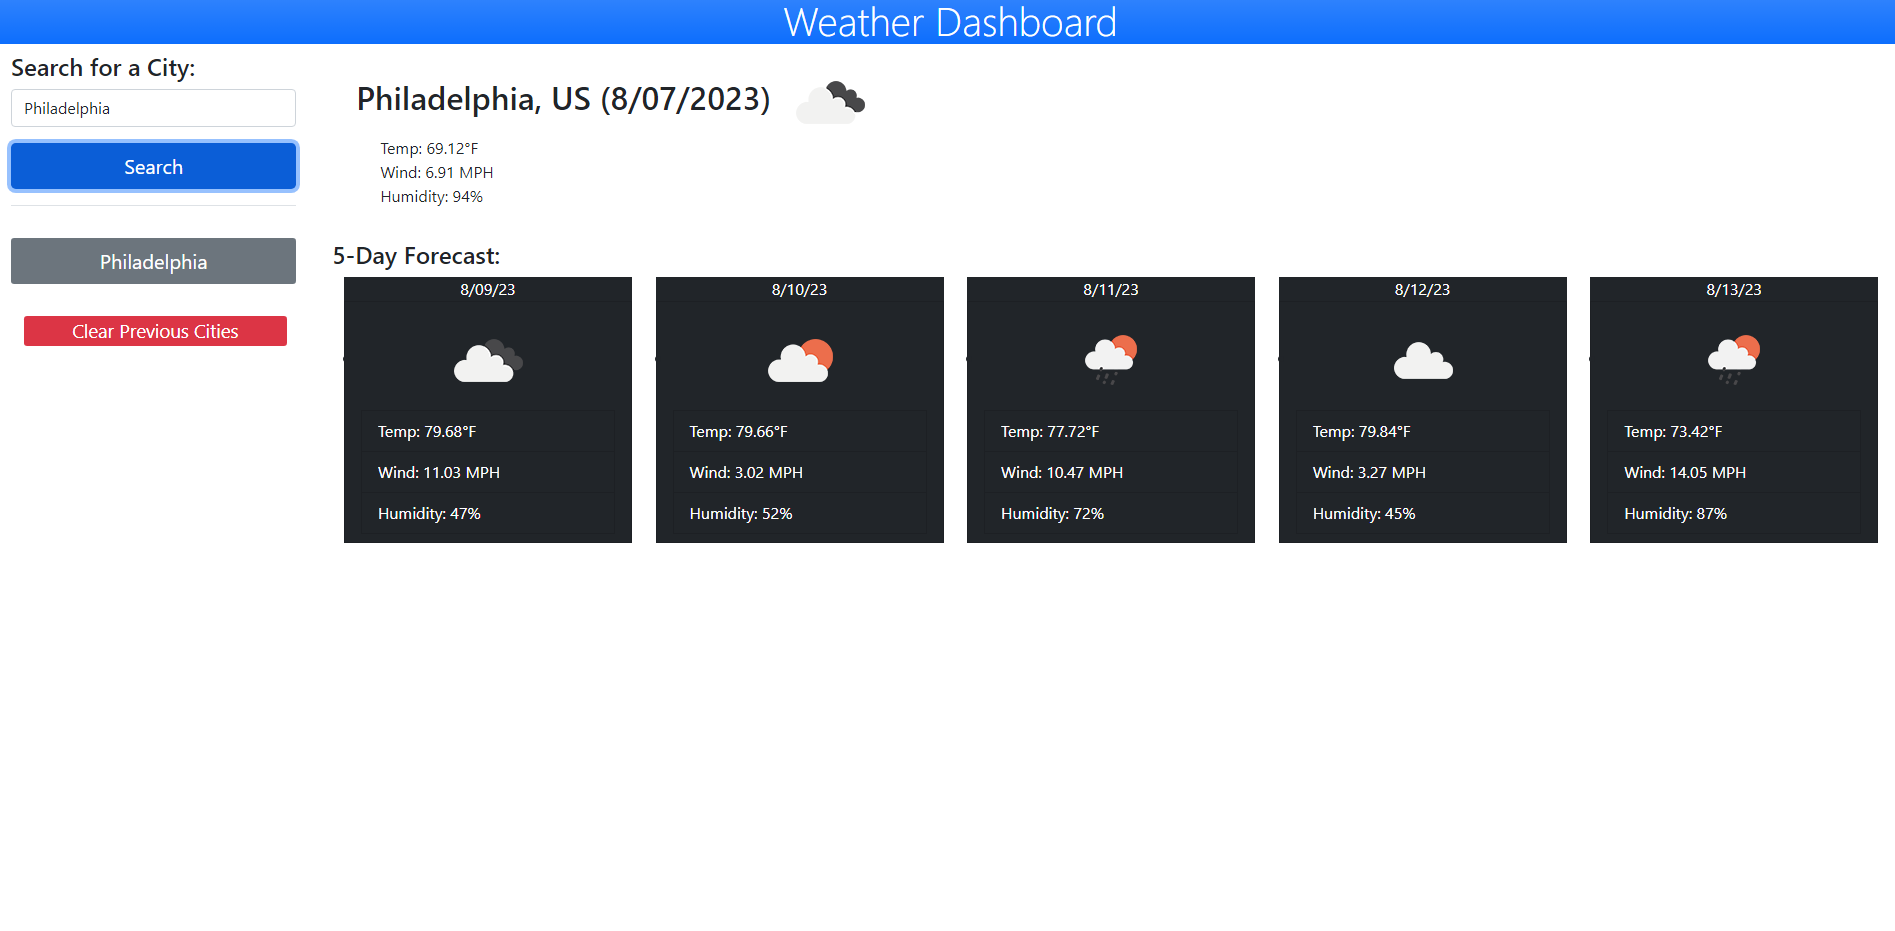 Weather Dashboard
Search for a City:
Philadelphia
Search
Philadelphia
Clear Previous Cities
Philadelphia, US (8/07/2023)
Temp: 69.12°F
Wind: 6.91 MPH
Humidity: 94%
5-Day Forecast:
8/09/23
Temp: 79.68°F
Wind: 11.03 MPH
Humidity: 47%
8/10/23
Temp: 79.66°F
Wind: 3.02 MPH
Humidity: 52%
8/11/23
Temp: 77.72°F
Wind: 10.47 MPH
Humidity: 72%
8/12/23
Temp: 79.84°F
Wind: 3.27 MPH
Humidity: 45%
8/13/23
Temp: 73.42°F
Wind: 14.05 MPH
Humidity: 87%